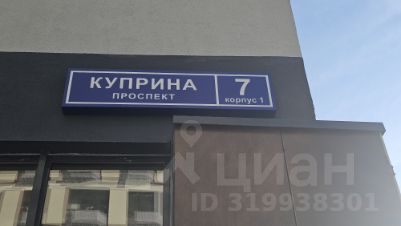 КУПРИНА
ПРОСПЕКТ
7
корпус 1
циан
ID 319938301